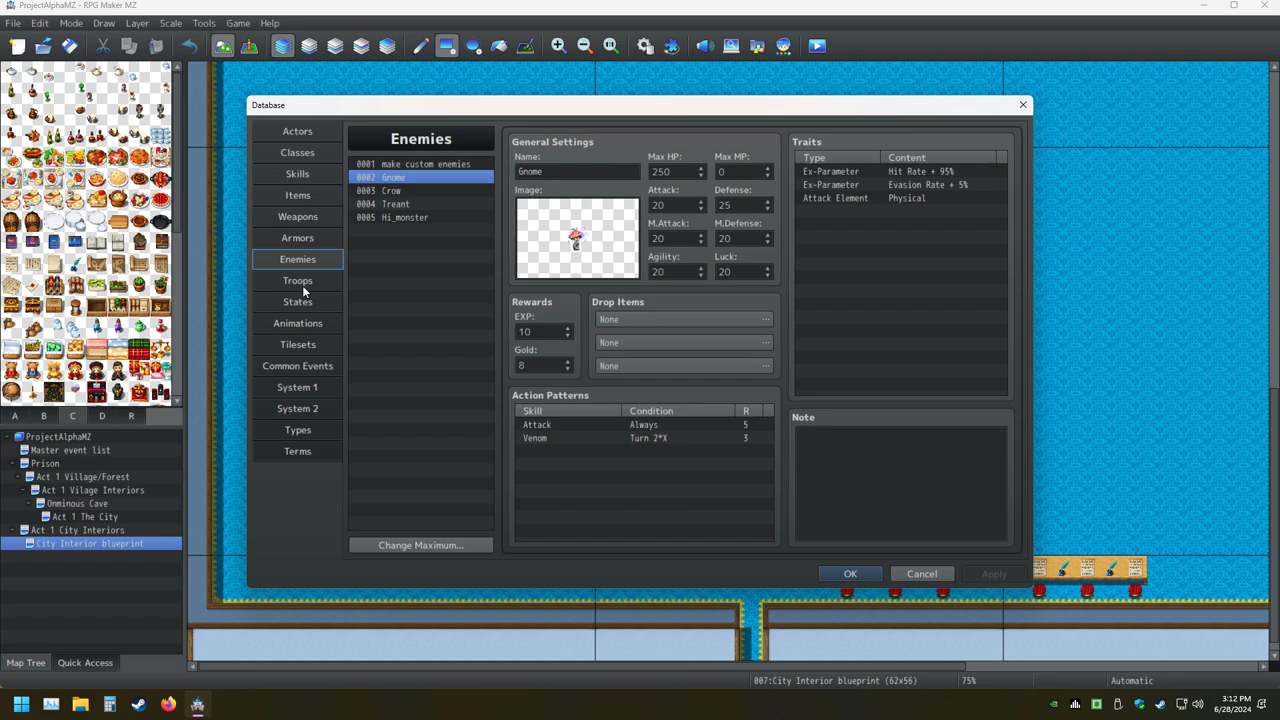 ProjectAlphaMZ - RPG Maker MZ
File Edit Mode Draw Layer Scale Tools Game Help
Database
Actors
Classes
Skills
Items
Weapons
Armors
Enemies
Troops
States
Animations
Tilesets
Common Events
System 1
System 2
Types
Terms
Enemies
0001 make custom enemies
0002 Gnome
0003 Crow
0004 Treant
0005 Hi_monster
Change Maximum...
General Settings
Name: Max HP: Max MP:
Gnome 250 0
Image: Attack: Defense:
20 25
M.Attack: M.Defense:
20 20
Agility: Luck:
20 20
Rewards
EXP:
10
Gold:
8
Drop Items
None ...
None ...
None ...
Action Patterns
Skill Condition R
Attack Always 5
Venom Turn 2*X 3
Traits
Type Content
Ex-Parameter Hit Rate + 95%
Ex-Parameter Evasion Rate + 5%
Attack Element Physical
Note
OK Cancel Apply
A B C D R
ProjectAlphaMZ
Master event list
Prison
Act 1 Village/Forest
Act 1 Vilage Interiors
Onminous Cave
Act 1 The City
Act 1 City Interiors
City Interior blueprint
Map Tree Quick Access
007:City Interior blueprint (62x56) 75% Automatic
3:12 PM
6/28/2024